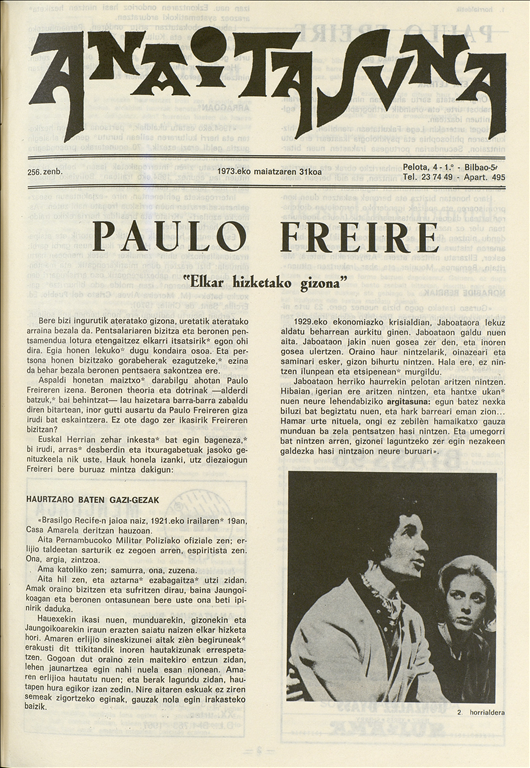 ANAITASUNA
256. zenb.
1973.eko maiatzaren 31koa
Pelota, 4 - 1.º - Bilbao-5
Tel. 23 74 49 - Apart. 495
PAULO FREIRE
"Elkar hizketako gizona"
Bere bizi ingurutik ateratako gizona, uretatik ateratako
arraina bezala da. Pentsalariaren bizitza eta beronen pen-
tsamendua lotura etengaitzez elkarri itsatsirik* egon ohi
dira. Egia honen lekuko* dugu kondaira osoa. Eta per-
tsona honen bizitzako gorabeherak ezagutzeke,* ezina
da behar bezala beronen pentsaera sakontzea ere.
Aspaldi honetan maitzxo* darabilgu ahotan Paulo
Freireren izena. Beronen theoria eta dotrinak —alderdi
batzuk,* bai behintzat— lau haizetara barra-barra zabaldu
diren bitartean, inor gutti ausartu da Paulo Freireren giza
irudi bat eskaintzera. Ez ote dago zer ikasirik Freireren
bizitzan?
Euskal Herrian zehar inkesta* bat egin bageneza,*
bi irudi, arras* desberdin eta itxuragabetuak jasoko ge-
nituzkeela nik uste. Hauk honela izanki, utz diezaiogun
Freireri bere buruaz mintza dakigun:
HAURTZARO BATEN GAZI-GEZAK
«Brasilgo Recife-n jaioa naiz, 1921.eko irailaren* 19an,
Casa Amarela deritzan hauzoan.
Aita Pernambucoko Militar Poliziako ofiziale zen; er-
lijio taldeetan sarturik ez zegoen arren, espiritista zen.
Ona, argia, zintzoa.
Ama katoliko zen; samurra, ona, zuzena.
Aita hil zen, eta aztarna* ezabagaitza* utzi zidan.
Amak oraino bizitzen eta sufritzen dirau, baina Jaungoi-
koagan eta beronen ontasunean bere uste ona beti ipi-
nirik daduka.
Hauexekin ikasi nuen, munduarekin, gizonekin eta
Jaungoikoarekin iraun erazten saiatu naizen elkar hizketa
hori. Amaren erlijio sineskizunei aitak zien begiruneak*
erakusti dit ttikitandik inoren hautakizunak errespeta-
tzen. Gogoan dut oraino zein maitekiro entzun zidan,
lehen jaunartzea egin nahi nuela esan nionean. Ama-
ren erlijioa hautatu nuen; eta berak lagundu zidan, hau-
tapen hura egikor izan zedin. Nire aitaren eskuak ez ziren
semeak zigortzeko eginak, gauzak nola egin irakasteko
baizik.
1929.eko ekonomiazko krisialdian, Jaboataora lekuz
aldatu beharrean aurkitu ginen. Jaboataon galdu nuen
aita. Jaboataon jakin nuen gosea zer den, eta inoren
gosea ulertzen. Oraino haur nintzelarik, oinazeari eta
saminari esker, gizon bihurtu nintzen. Hala ere, ez nin-
tzen ilunpean eta etsipenean* murgildu.
Jaboataon herriko haurrekin pelotan aritzen nintzen.
Hibaian igerian ere aritzen nintzen, eta hantxe ukan*
nuen neure lehendabiziko argitasuna: egun batez nexka
biluzi bat begiztatu nuen, eta hark barreari eman zion...
Hamar urte nituela, ongi ez zebilen hamaikatxo gauza
munduan ba zela pentsatzen hasi nintzen. Eta umegorri
bat nintzen arren, gizonei laguntzeko zer egin nezakeen
galdezka hasi nintzaion neure buruari».
2 horrialdera